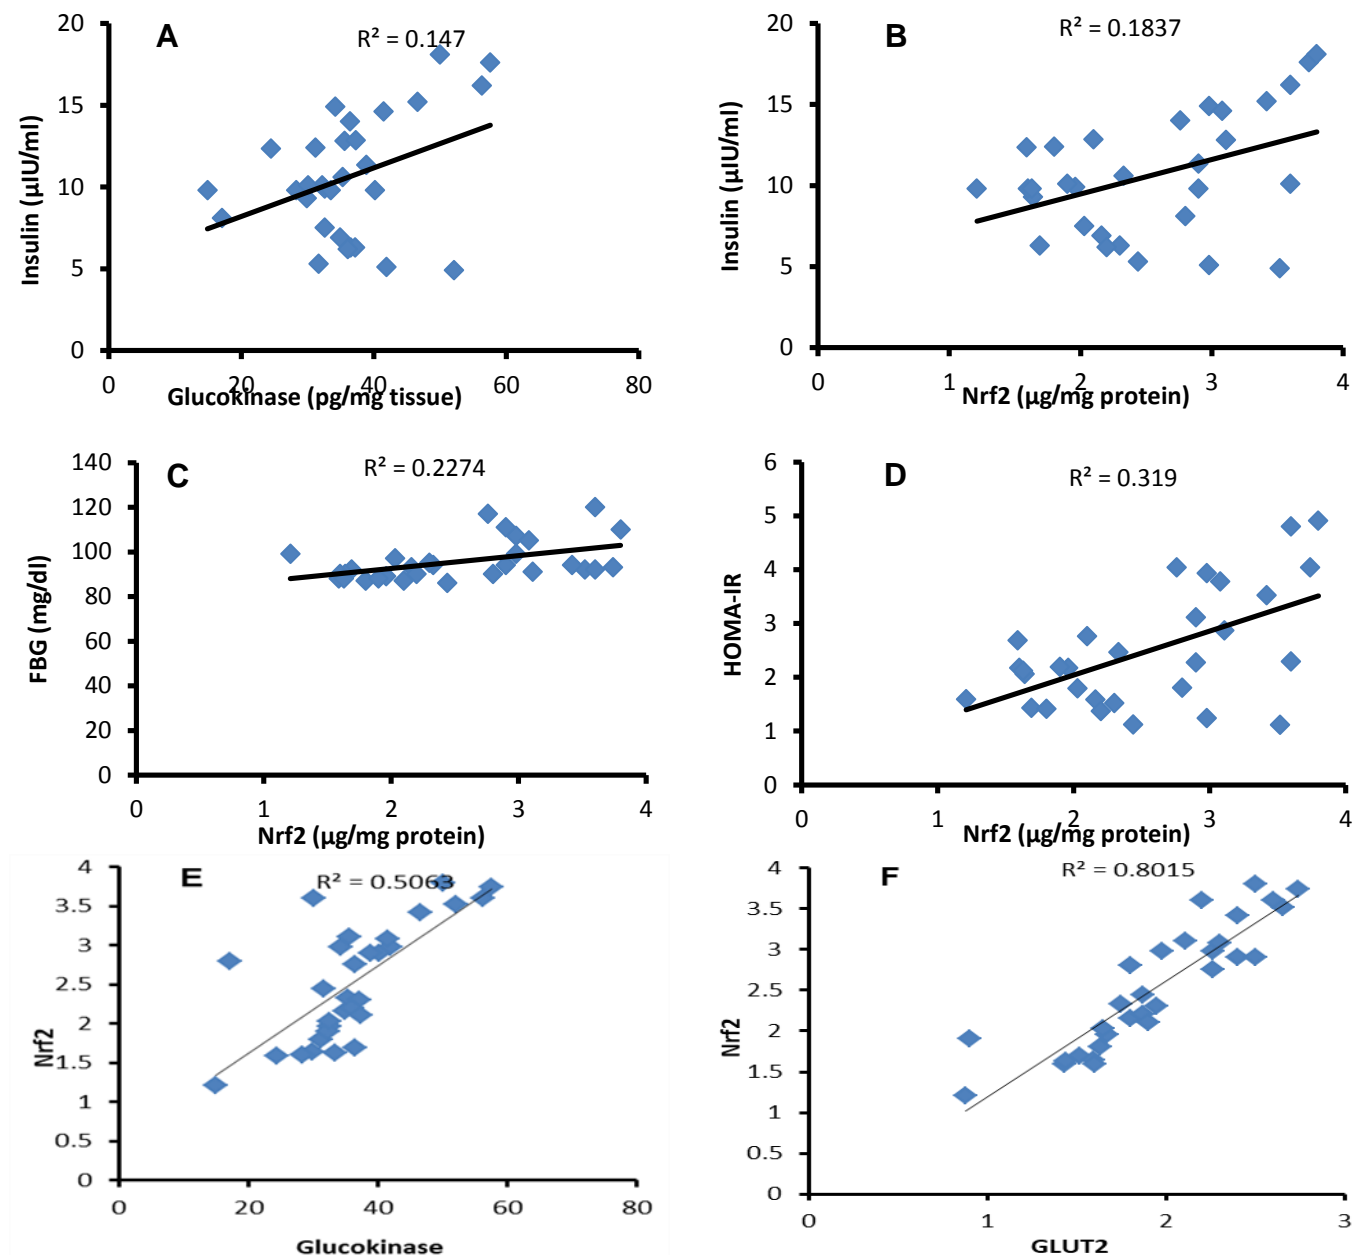 A
R² = 0.147
20
15
10
5
0
Insulin (µIU/ml)
0 20 40 60 80
Glucokinase (pg/mg tissue)
B
R² = 0.1837
20
15
10
5
0
Insulin (µIU/ml)
0 1 2 3 4
Nrf2 (µg/mg protein)
C
R² = 0.2274
140
120
100
80
60
40
20
0
FBG (mg/dl)
0 1 2 3 4
Nrf2 (µg/mg protein)
D
R² = 0.319
6
5
4
3
2
1
0
HOMA-IR
0 1 2 3 4
Nrf2 (µg/mg protein)
E
R² = 0.5063
4
3.5
3
2.5
2
1.5
1
0.5
0
Nrf2
0 20 40 60 80
Glucokinase
F
R² = 0.8015
4
3.5
3
2.5
2
1.5
1
0.5
0
Nrf2
0 1 2 3
GLUT2